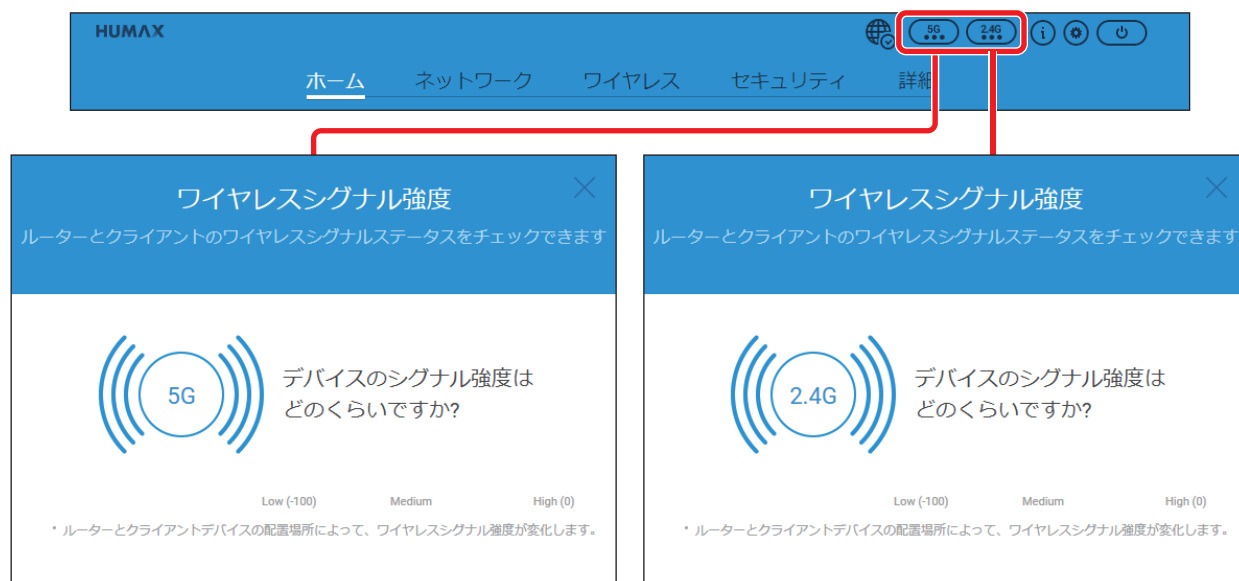 HUMAX
5G
2.4G
i
ホーム ネットワーク ワイヤレス セキュリティ 詳細
ワイヤレスシグナル強度
ルーターとクライアントのワイヤレスシグナルステータスをチェックできます
5G
デバイスのシグナル強度は
どのくらいですか?
Low (-100) Medium High (0)
* ルーターとクライアントデバイスの配置場所によって、ワイヤレスシグナル強度が変化します。
ワイヤレスシグナル強度
ルーターとクライアントのワイヤレスシグナルステータスをチェックできます
2.4G
デバイスのシグナル強度は
どのくらいですか?
Low (-100) Medium High (0)
* ルーターとクライアントデバイスの配置場所によって、ワイヤレスシグナル強度が変化します。